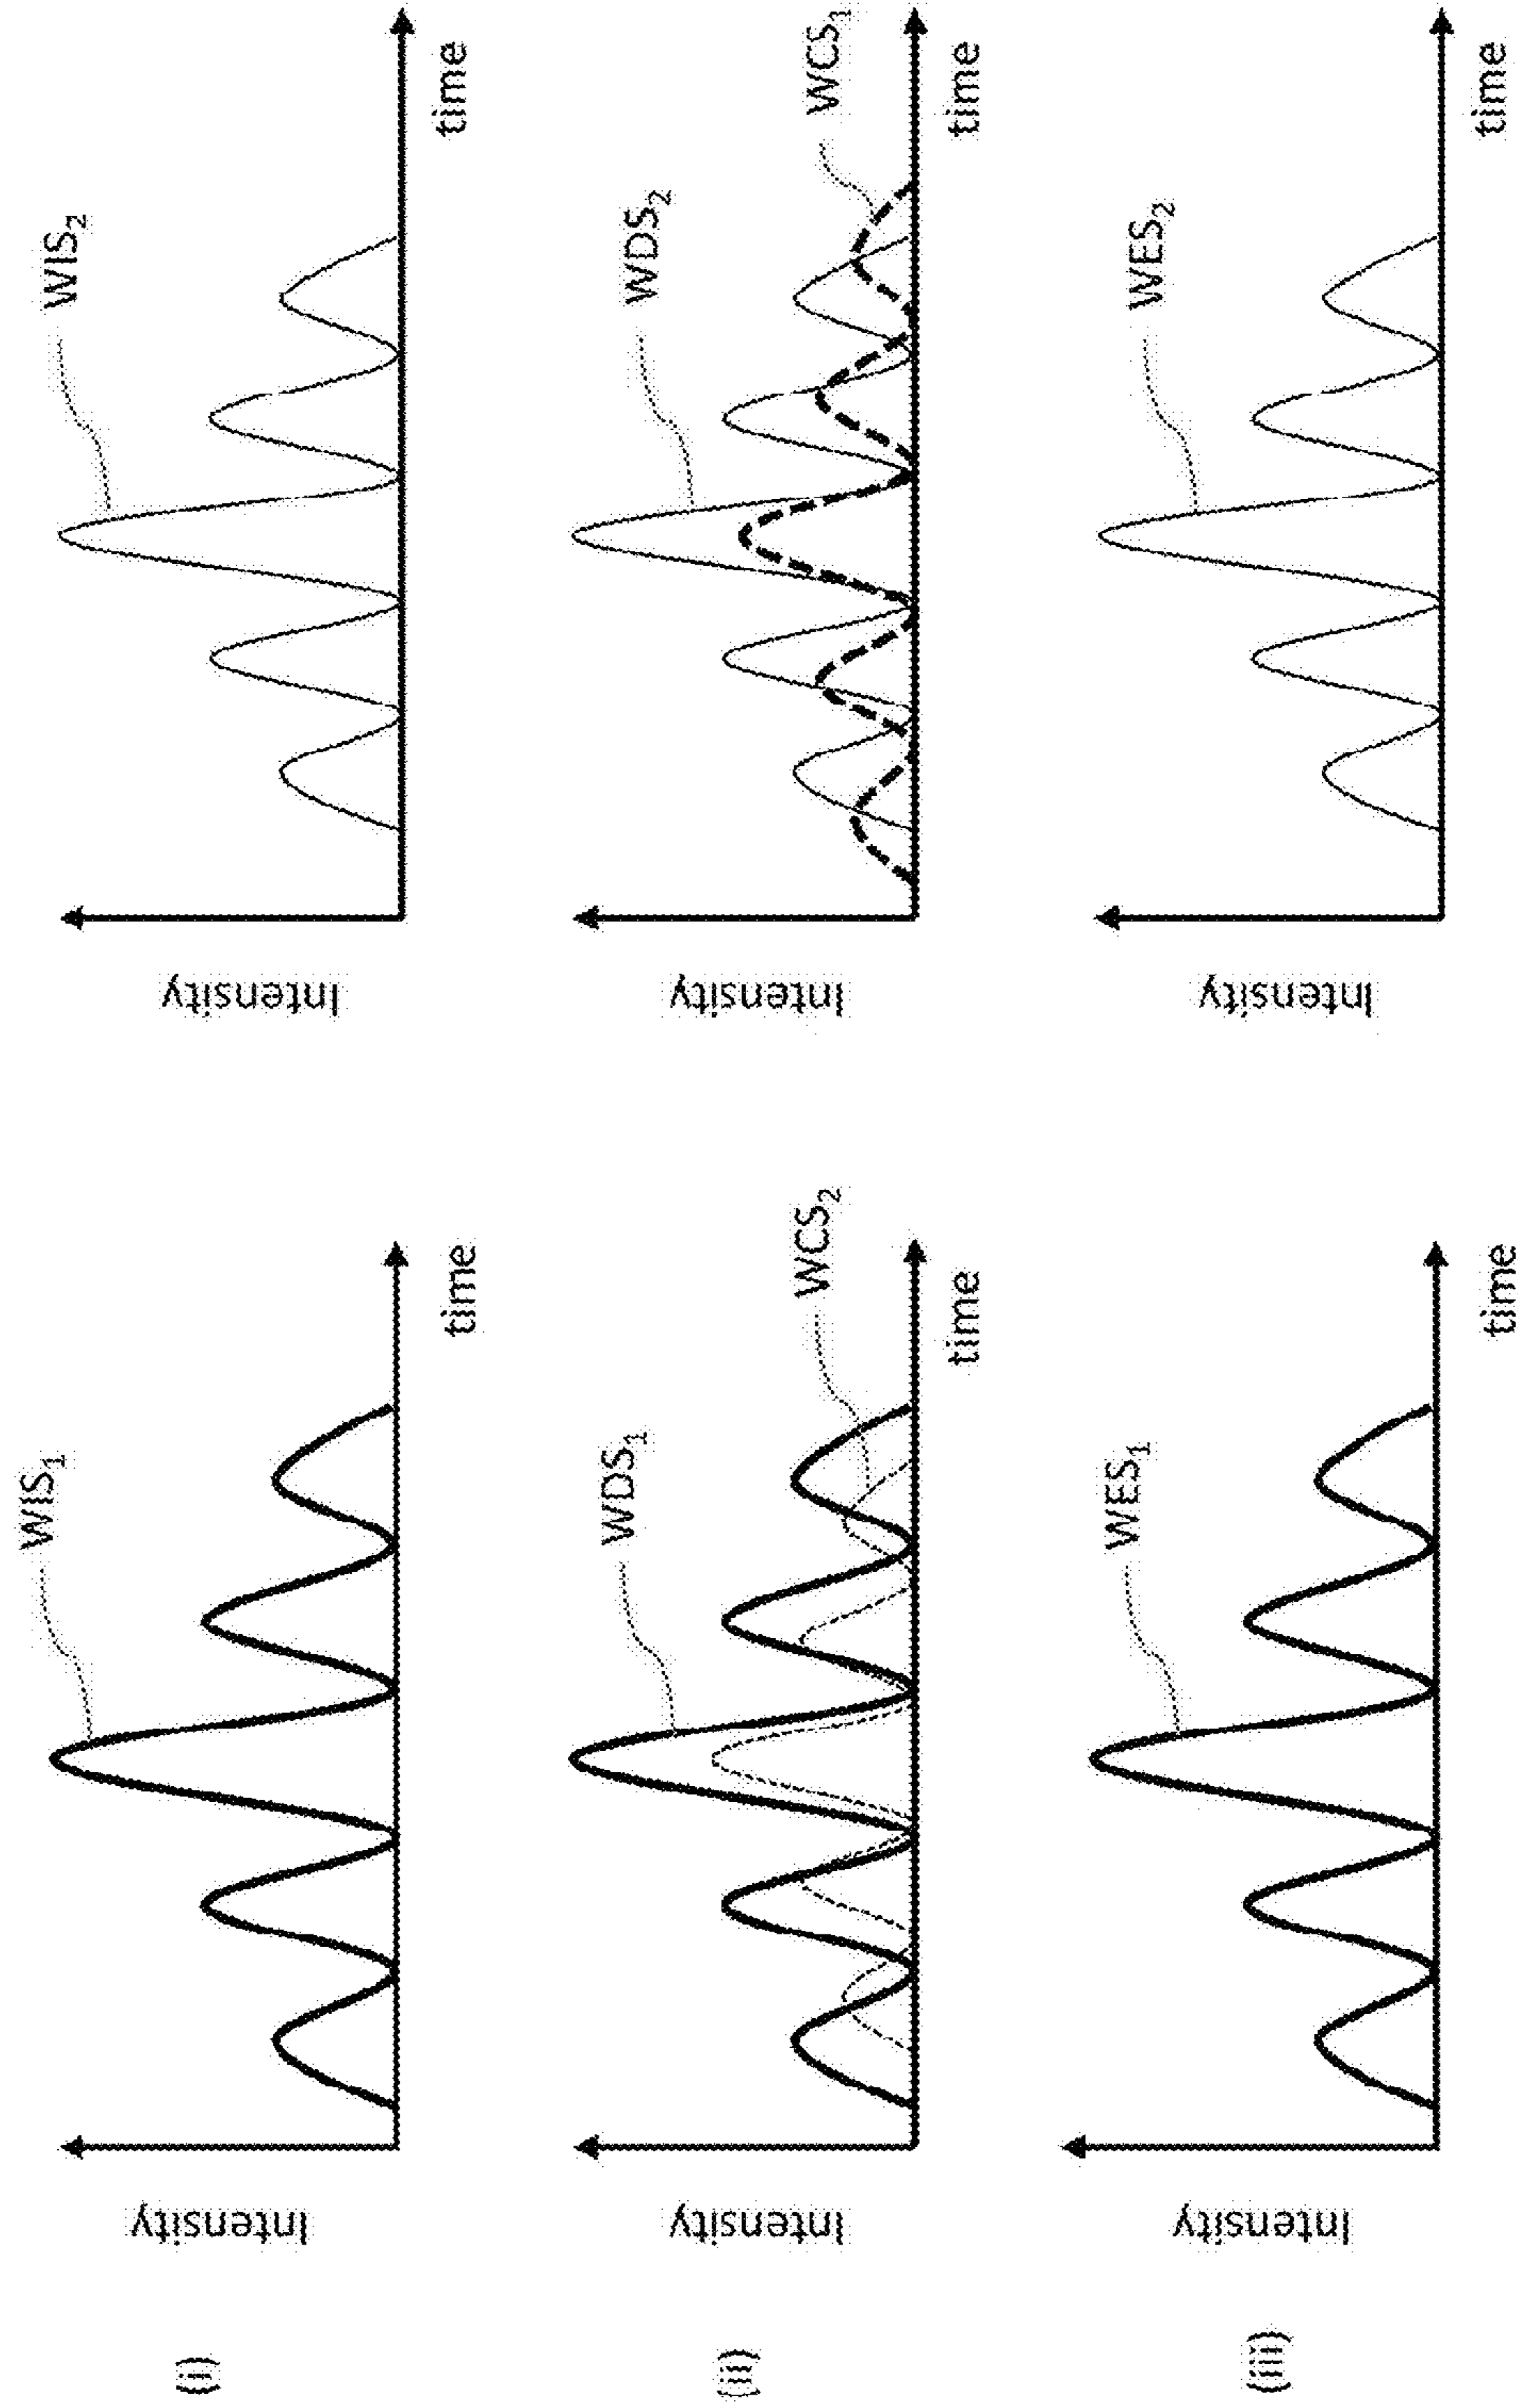 (i)
Intensity
WIS₁
time
Intensity
WIS₂
time
(ii)
Intensity
WDS₁
WCS₂
time
Intensity
WDS₂
WCS₁
time
(iii)
Intensity
WES₁
time
Intensity
WES₂
time